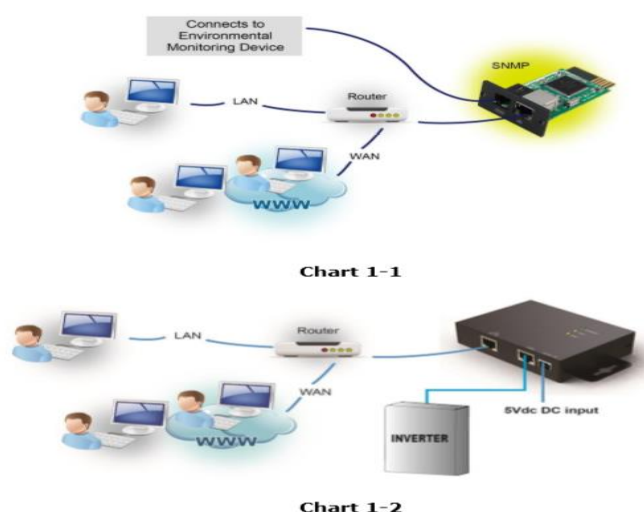 Connects to
Environmental
Monitoring Device
SNMP
Router
LAN
WAN
WWW
Chart 1-1
Router
LAN
WAN
WWW
5Vdc DC input
INVERTER
Chart 1-2